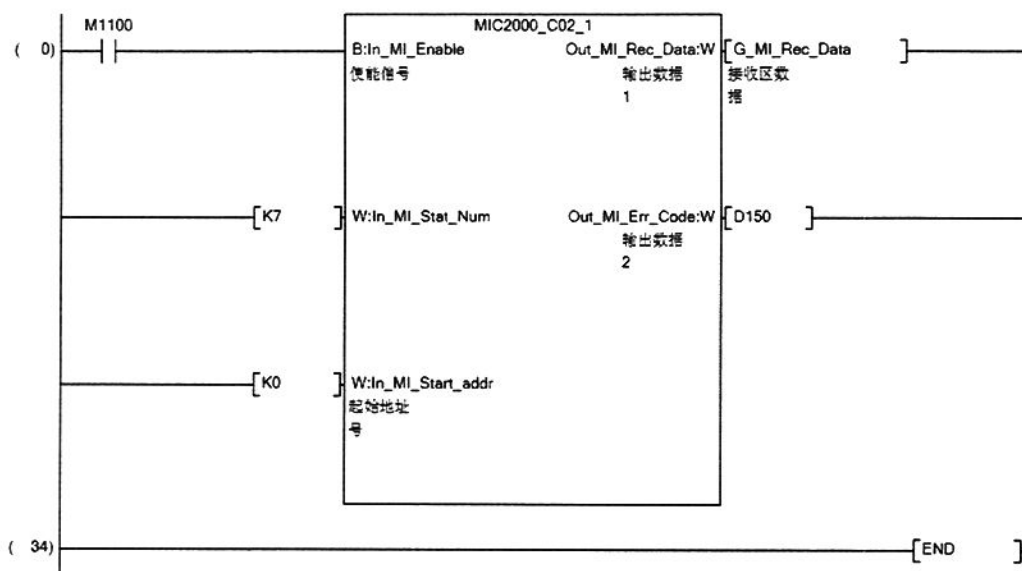 MIC2000_C02_1
M1100
( 0) B:In_MI_Enable Out_MI_Rec_Data:W [G_MI_Rec_Data ]
使能信号 输出数据 接收区数
1 据
[K7 ] W:In_MI_Stat_Num Out_MI_Err_Code:W [D150 ]
输出数据
2
[K0 ] W:In_MI_Start_addr
起始地址
号
( 34) [END ]